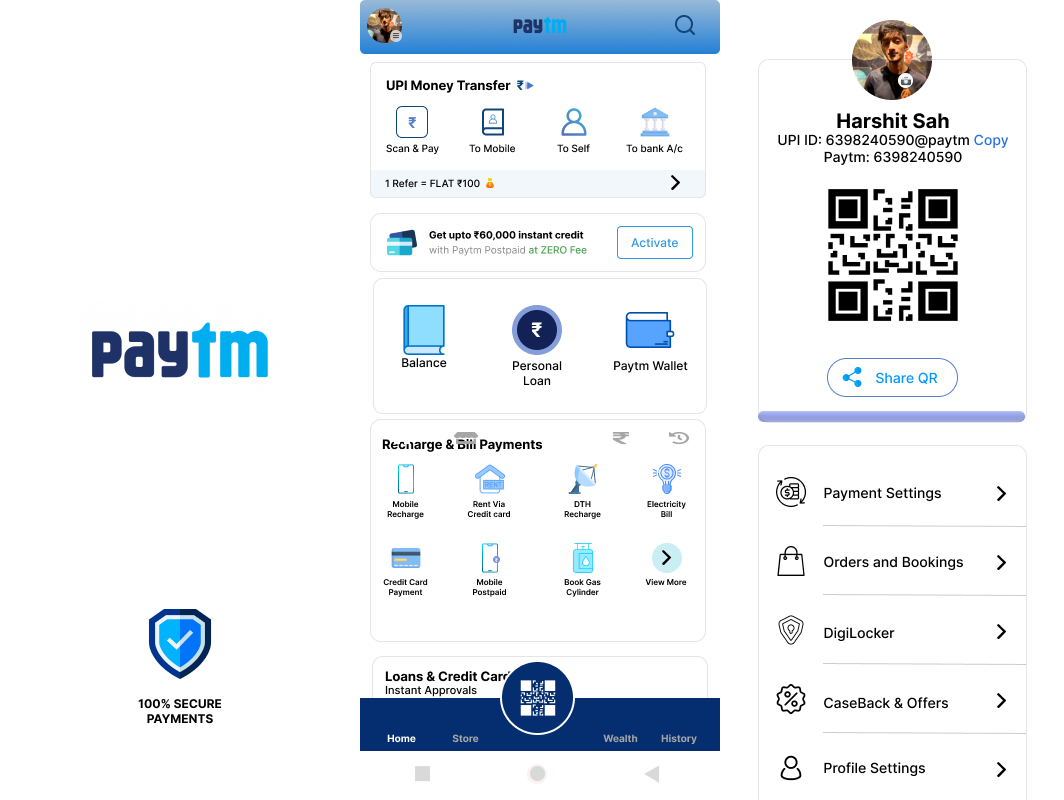 paytm
100% SECURE
PAYMENTS
paytm
UPI Money Transfer ₹
₹
Scan & Pay
To Mobile
To Self
To bank A/c
1 Refer = FLAT ₹100
Get upto ₹60,000 instant credit
with Paytm Postpaid at ZERO Fee
Activate
Balance
₹
Personal
Loan
Paytm Wallet
Recharge & Bill Payments
Mobile
Recharge
RENT
Rent Via
Credit card
DTH
Recharge
Electricity
Bill
Credit Card
Payment
Mobile
Postpaid
Book Gas
Cylinder
View More
Loans & Credit Car
Instant Approvals
Home
Store
Wealth
History
Harshit Sah
UPI ID: 6398240590@paytm Copy
Paytm: 6398240590
Share QR
Payment Settings
Orders and Bookings
DigiLocker
CaseBack & Offers
Profile Settings